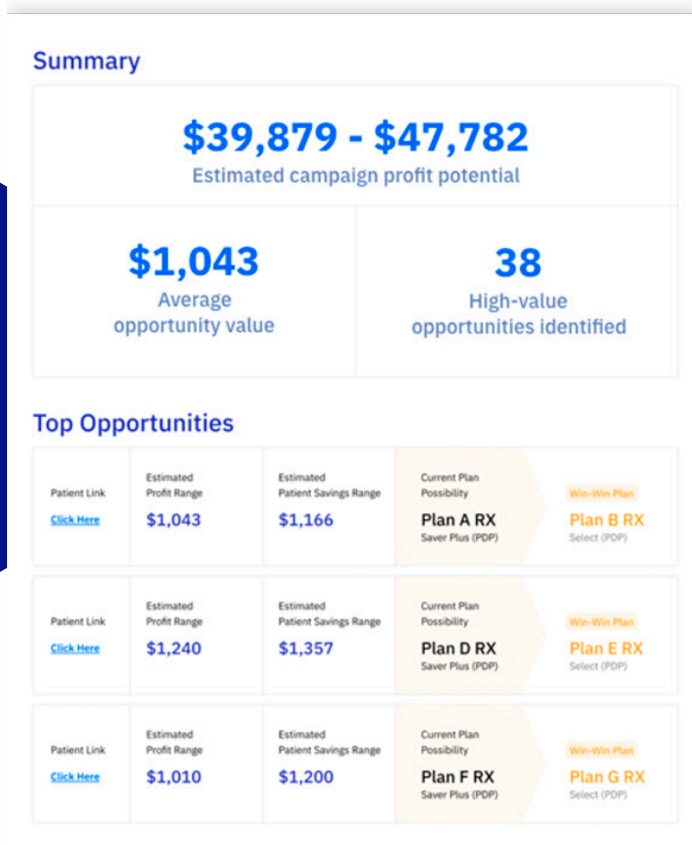 Summary
$39,879 - $47,782
Estimated campaign profit potential
$1,043
Average
opportunity value
38
High-value
opportunities identified
Top Opportunities
Patient Link
Click Here
Estimated
Profit Range
$1,043
Estimated
Patient Savings Range
$1,166
Current Plan
Possibility
Plan A RX
Saver Plus (PDP)
Win-Win Plan
Plan B RX
Select (PDP)
Patient Link
Click Here
Estimated
Profit Range
$1,240
Estimated
Patient Savings Range
$1,357
Current Plan
Possibility
Plan D RX
Saver Plus (PDP)
Win-Win Plan
Plan E RX
Select (PDP)
Patient Link
Click Here
Estimated
Profit Range
$1,010
Estimated
Patient Savings Range
$1,200
Current Plan
Possibility
Plan F RX
Saver Plus (PDP)
Win-Win Plan
Plan G RX
Select (PDP)